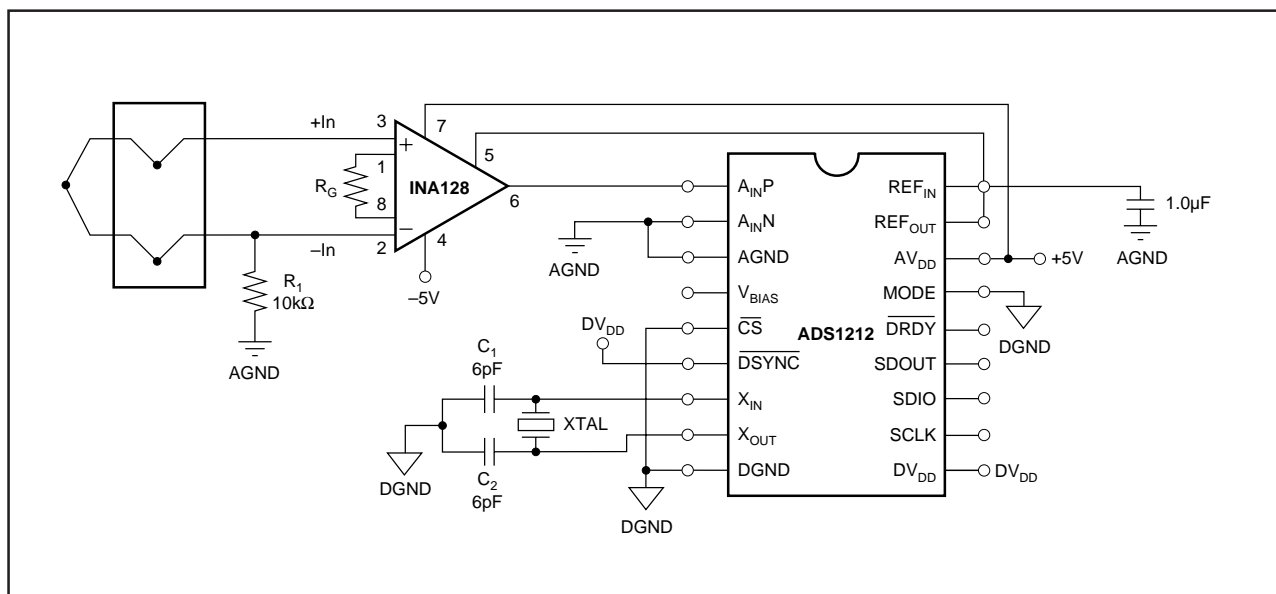 +In
3
7
5
+
1
RG
INA128
6
8
−
−In
2
4
R1
10kΩ
AGND
–5V
AINP
AINN
AGND
AGND
VBIAS
CS
DVDD
DSYNC
C1
6pF
XIN
XTAL
XOUT
DGND
C2
6pF
DGND
DGND
ADS1212
REFIN
1.0µF
REFOUT
AVDD
+5V
AGND
MODE
DRDY
DGND
SDOUT
SDIO
SCLK
DVDD
DVDD